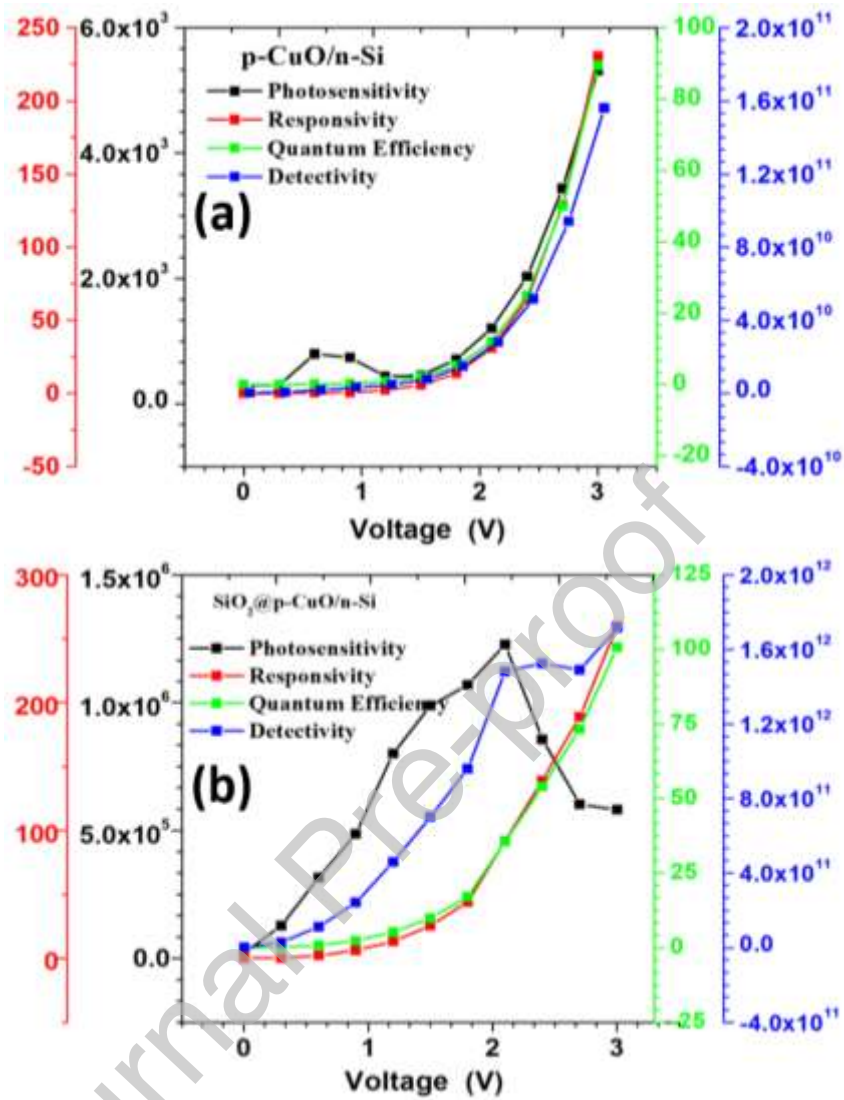 250
200
150
100
50
0
-50
6.0x10³
4.0x10³
2.0x10³
0.0
p-CuO/n-Si
Photosensitivity
Responsivity
Quantum Efficiency
Detectivity
(a)
100
80
60
40
20
0
-20
2.0x10¹¹
1.6x10¹¹
1.2x10¹¹
8.0x10¹⁰
4.0x10¹⁰
0.0
-4.0x10¹⁰
0 1 2 3
Voltage (V)
300
200
100
0
1.5x10⁶
1.0x10⁶
5.0x10⁵
0.0
SiO₂@p-CuO/n-Si
Photosensitivity
Responsivity
Quantum Efficiency
Detectivity
(b)
125
100
75
50
25
0
-25
2.0x10¹²
1.6x10¹²
1.2x10¹²
8.0x10¹¹
4.0x10¹¹
0.0
-4.0x10¹¹
0 1 2 3
Voltage (V)
urnal Pre-proof